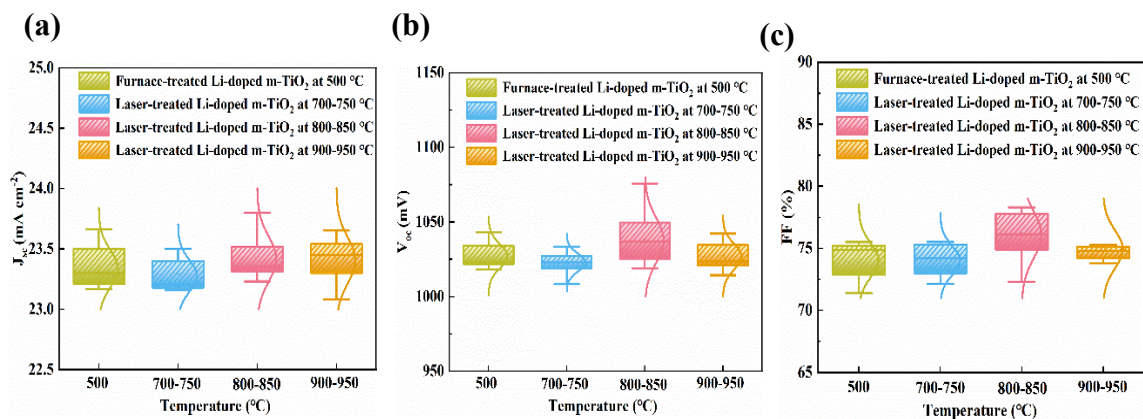 (a)
25.0
24.5
24.0
23.5
23.0
22.5
J_sc (mA cm⁻²)
Furnace-treated Li-doped m-TiO₂ at 500 ℃
Laser-treated Li-doped m-TiO₂ at 700-750 ℃
Laser-treated Li-doped m-TiO₂ at 800-850 ℃
Laser-treated Li-doped m-TiO₂ at 900-950 ℃
500 700-750 800-850 900-950
Temperature (℃)
(b)
1150
1100
1050
1000
950
V_oc (mV)
Furnace-treated Li-doped m-TiO₂ at 500 ℃
Laser-treated Li-doped m-TiO₂ at 700-750 ℃
Laser-treated Li-doped m-TiO₂ at 800-850 ℃
Laser-treated Li-doped m-TiO₂ at 900-950 ℃
500 700-750 800-850 900-950
Temperature (℃)
(c)
90
85
80
75
70
65
FF (%)
Furnace-treated Li-doped m-TiO₂ at 500 ℃
Laser-treated Li-doped m-TiO₂ at 700-750 ℃
Laser-treated Li-doped m-TiO₂ at 800-850 ℃
Laser-treated Li-doped m-TiO₂ at 900-950 ℃
500 700-750 800-850 900-950
Temperature (℃)